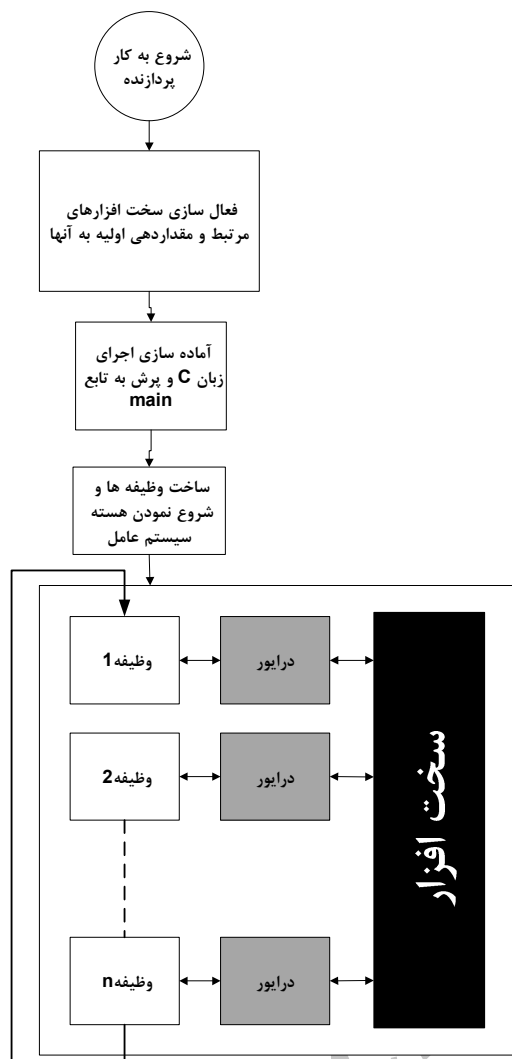 شروع به کار
پردازنده
فعال سازی سخت افزارهای
مرتبط و مقداردهی اولیه به آنها
آماده سازی اجرای
زبان C و پرش به تابع
main
ساخت وظیفه ها و
شروع نمودن هسته
سیستم عامل
وظیفه1
درایور
سخت افزار
وظیفه2
درایور
وظیفهn
درایور